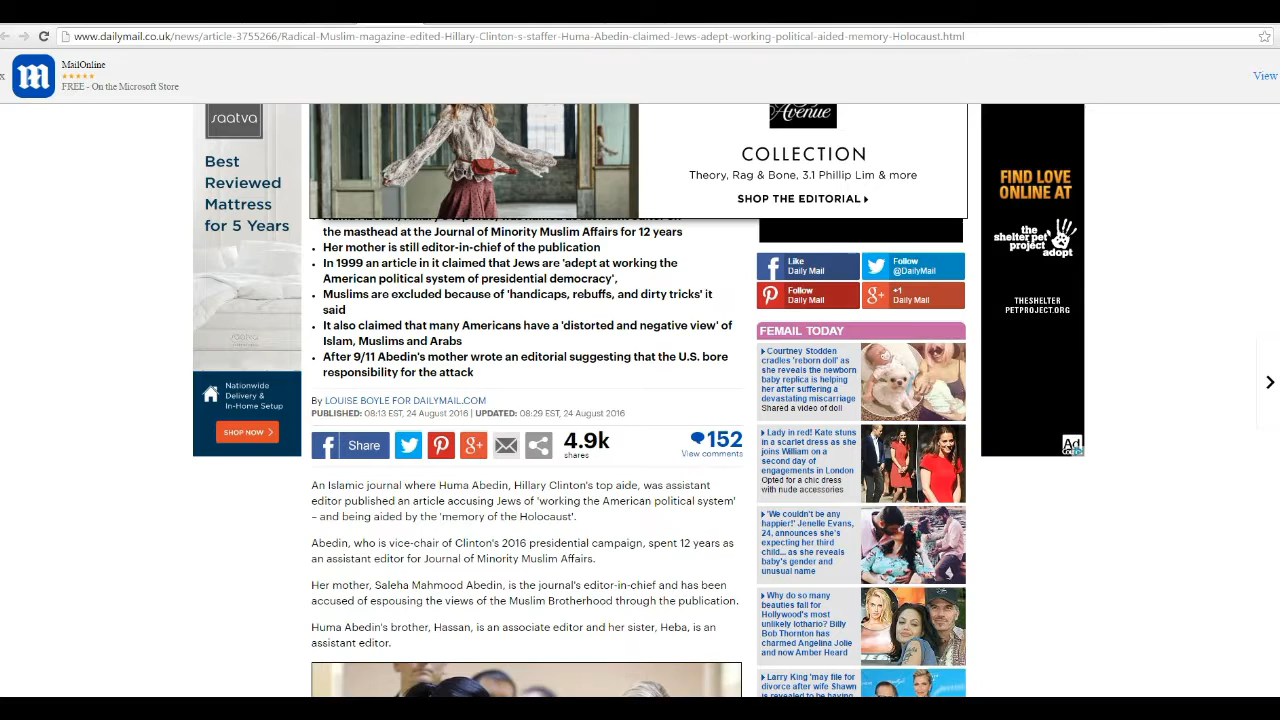 www.dailymail.co.uk/news/article-3755266/Radical-Muslim-magazine-edited-Hillary-Clinton-s-staffer-Huma-Abedin-claimed-Jews-adept-working-political-aided-memory-Holocaust.html
x
MailOnline
FREE - On the Microsoft Store
View
saatva
Best
Reviewed
Mattress
for 5 Years
saatva
Nationwide
Delivery &
In-Home Setup
SHOP NOW
Avenue
COLLECTION
Theory, Rag & Bone, 3.1 Phillip Lim & more
SHOP THE EDITORIAL
the masthead at the Journal of Minority Muslim Affairs for 12 years
• Her mother is still editor-in-chief of the publication
• In 1999 an article in it claimed that Jews are 'adept at working the
American political system of presidential democracy',
• Muslims are excluded because of 'handicaps, rebuffs, and dirty tricks' it
said
• It also claimed that many Americans have a 'distorted and negative view' of
Islam, Muslims and Arabs
• After 9/11 Abedin's mother wrote an editorial suggesting that the U.S. bore
responsibility for the attack
By LOUISE BOYLE FOR DAILYMAIL.COM
PUBLISHED: 08:13 EST, 24 August 2016 | UPDATED: 08:29 EST, 24 August 2016
Share
4.9k
shares
152
View comments
An Islamic journal where Huma Abedin, Hillary Clinton's top aide, was assistant
editor published an article accusing Jews of 'working the American political system'
– and being aided by the 'memory of the Holocaust'.
Abedin, who is vice-chair of Clinton's 2016 presidential campaign, spent 12 years as
an assistant editor for Journal of Minority Muslim Affairs.
Her mother, Saleha Mahmood Abedin, is the journal's editor-in-chief and has been
accused of espousing the views of the Muslim Brotherhood through the publication.
Huma Abedin's brother, Hassan, is an associate editor and her sister, Heba, is an
assistant editor.
Like
Daily Mail
Follow
@DailyMail
Follow
Daily Mail
+1
Daily Mail
FEMAIL TODAY
Courtney Stodden
cradles 'reborn doll' as
she reveals the newborn
baby replica is helping
her after suffering a
devastating miscarriage
Shared a video of doll
Lady in red! Kate stuns
in a scarlet dress as she
joins William on a
second day of
engagements in London
Opted for a chic dress
with nude accessories
'We couldn't be any
happier!' Jenelle Evans,
24, announces she's
expecting her third
child... as she reveals
baby's gender and
unusual name
Why do so many
beauties fall for
Hollywood's most
unlikely lothario? Billy
Bob Thornton has
charmed Angelina Jolie
and now Amber Heard
Larry King 'may file for
divorce after wife Shawn
is revealed to be having
FIND LOVE
ONLINE AT
the
shelter pet
project
adopt
THESHELTER
PETPROJECT.ORG
Ad
Council